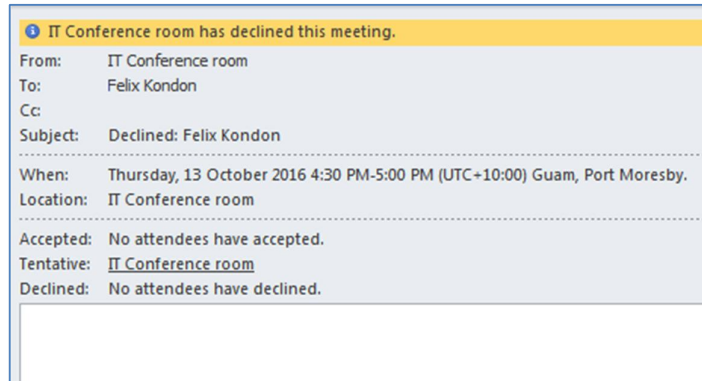 IT Conference room has declined this meeting.
From: IT Conference room
To: Felix Kondon
Cc:
Subject: Declined: Felix Kondon
When: Thursday, 13 October 2016 4:30 PM-5:00 PM (UTC+10:00) Guam, Port Moresby.
Location: IT Conference room
Accepted: No attendees have accepted.
Tentative: IT Conference room
Declined: No attendees have declined.